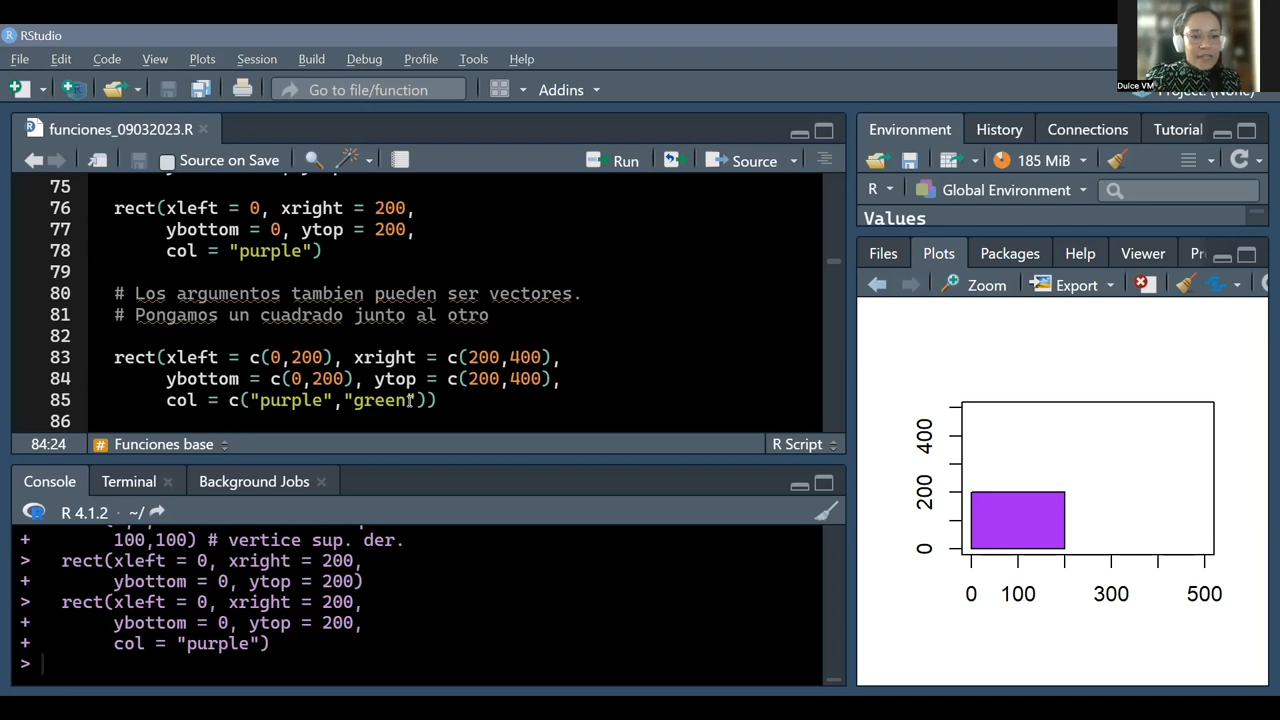 RStudio
File Edit Code View Plots Session Build Debug Profile Tools Help
Dulce VM
Go to file/function Addins Project: (None)
funciones_09032023.R
Source on Save Run Source
75
76 rect(xleft = 0, xright = 200,
77 ybottom = 0, ytop = 200,
78 col = "purple")
79
80 # Los argumentos tambien pueden ser vectores.
81 # Pongamos un cuadrado junto al otro
82
83 rect(xleft = c(0,200), xright = c(200,400),
84 ybottom = c(0,200), ytop = c(200,400),
85 col = c("purple","green"))
86
84:24 # Funciones base R Script
Console Terminal Background Jobs
R 4.1.2 · ~/
+ 100,100) # vertice sup. der.
> rect(xleft = 0, xright = 200,
+ ybottom = 0, ytop = 200)
> rect(xleft = 0, xright = 200,
+ ybottom = 0, ytop = 200,
+ col = "purple")
>
Environment History Connections Tutorial
185 MiB
R Global Environment
Values
Files Plots Packages Help Viewer
Zoom Export
400
200
0
0 100 300 500